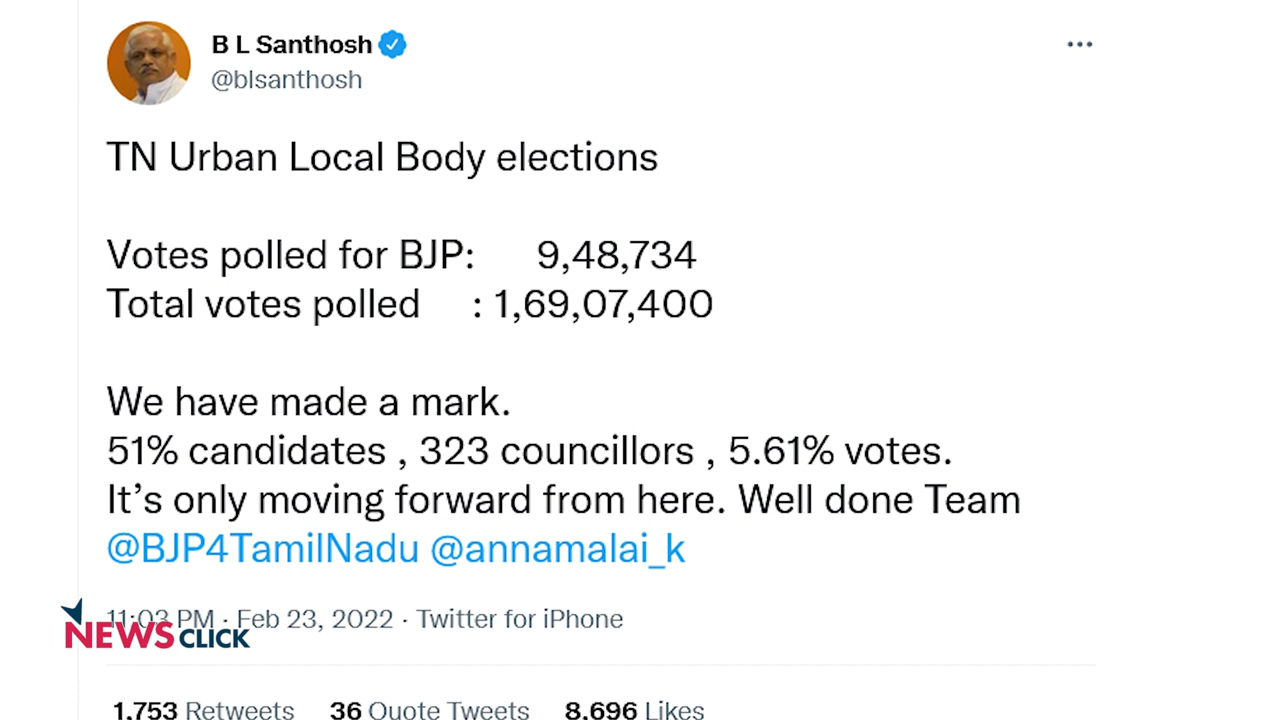 B L Santhosh
@blsanthosh
TN Urban Local Body elections
Votes polled for BJP: 9,48,734
Total votes polled : 1,69,07,400
We have made a mark.
51% candidates , 323 councillors , 5.61% votes.
It’s only moving forward from here. Well done Team
@BJP4TamilNadu @annamalai_k
11:03 PM · Feb 23, 2022 · Twitter for iPhone
NEWSCLICK
1,753 Retweets 36 Quote Tweets 8,696 Likes